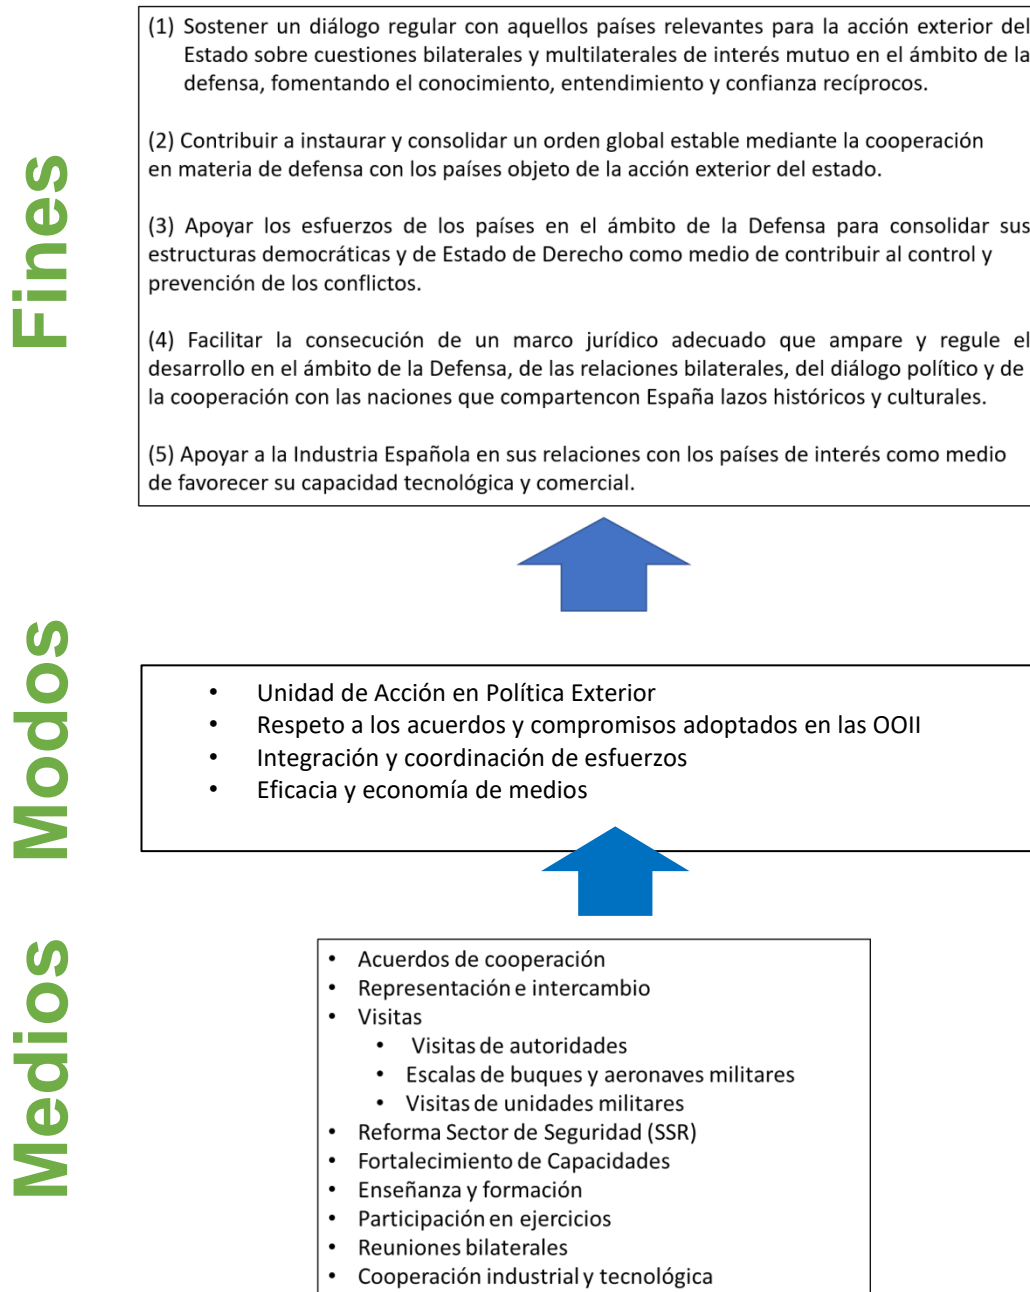 Fines
(1) Sostener un diálogo regular con aquellos países relevantes para la acción exterior del
Estado sobre cuestiones bilaterales y multilaterales de interés mutuo en el ámbito de la
defensa, fomentando el conocimiento, entendimiento y confianza recíprocos.
(2) Contribuir a instaurar y consolidar un orden global estable mediante la cooperación
en materia de defensa con los países objeto de la acción exterior del estado.
(3) Apoyar los esfuerzos de los países en el ámbito de la Defensa para consolidar sus
estructuras democráticas y de Estado de Derecho como medio de contribuir al control y
prevención de los conflictos.
(4) Facilitar la consecución de un marco jurídico adecuado que ampare y regule el
desarrollo en el ámbito de la Defensa, de las relaciones bilaterales, del diálogo político y de
la cooperación con las naciones que compartencon España lazos históricos y culturales.
(5) Apoyar a la Industria Española en sus relaciones con los países de interés como medio
de favorecer su capacidad tecnológica y comercial.
Modos
• Unidad de Acción en Política Exterior
• Respeto a los acuerdos y compromisos adoptados en las OOII
• Integración y coordinación de esfuerzos
• Eficacia y economía de medios
Medios
• Acuerdos de cooperación
• Representación e intercambio
• Visitas
• Visitas de autoridades
• Escalas de buques y aeronaves militares
• Visitas de unidades militares
• Reforma Sector de Seguridad (SSR)
• Fortalecimiento de Capacidades
• Enseñanza y formación
• Participación en ejercicios
• Reuniones bilaterales
• Cooperación industrial y tecnológica